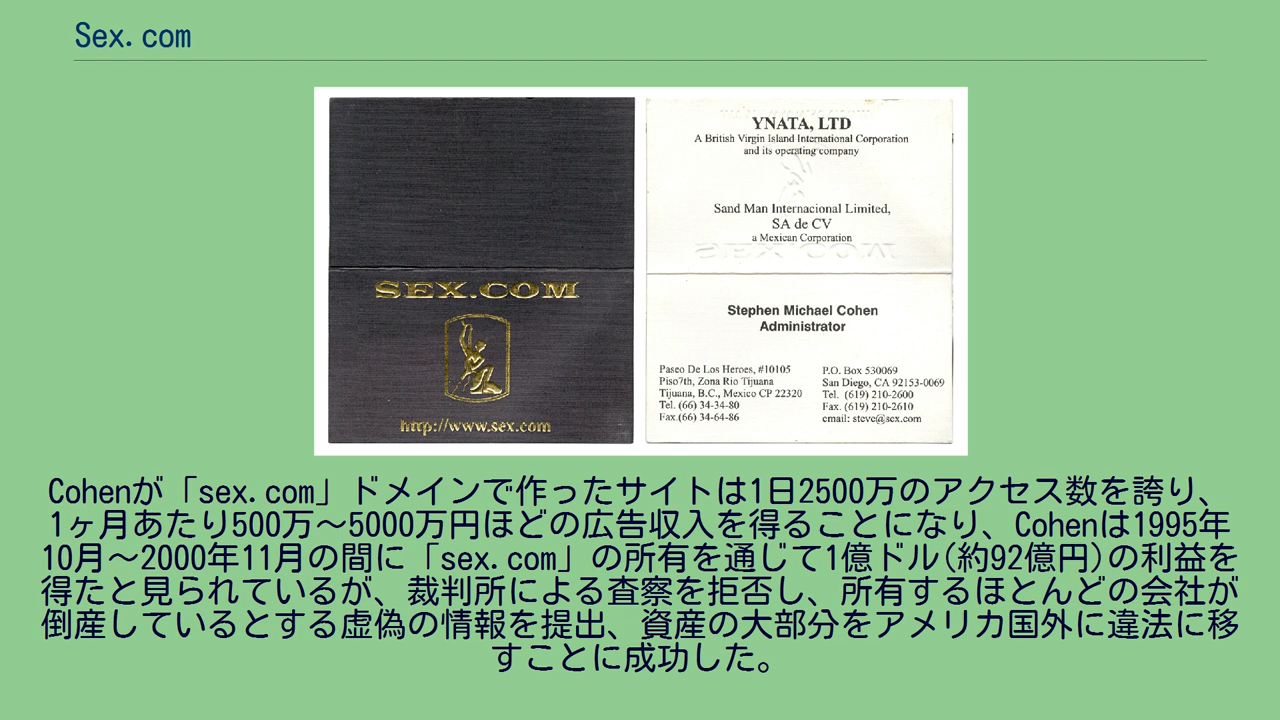 Sex.com
SEX.COM
http://www.sex.com
YNATA, LTD
A British Virgin Island International Corporation
and its operating company
Sand Man Internacional Limited,
SA de CV
a Mexican Corporation
Stephen Michael Cohen
Administrator
Paseo De Los Heroes, #10105
Piso7th, Zona Rio Tijuana
Tijuana, B.C., Mexico CP 22320
Tel. (66) 34-34-80
Fax.(66) 34-64-86
P.O. Box 530069
San Diego, CA 92153-0069
Tel. (619) 210-2600
Fax. (619) 210-2610
email: steve@sex.com
Cohenが「sex.com」ドメインで作ったサイトは1日2500万のアクセス数を誇り、
1ヶ月あたり500万～5000万円ほどの広告収入を得ることになり、Cohenは1995年
10月～2000年11月の間に「sex.com」の所有を通じて1億ドル(約92億円)の利益を
得たと見られているが、裁判所による査察を拒否し、所有するほとんどの会社が
倒産しているとする虚偽の情報を提出、資産の大部分をアメリカ国外に違法に移
すことに成功した。